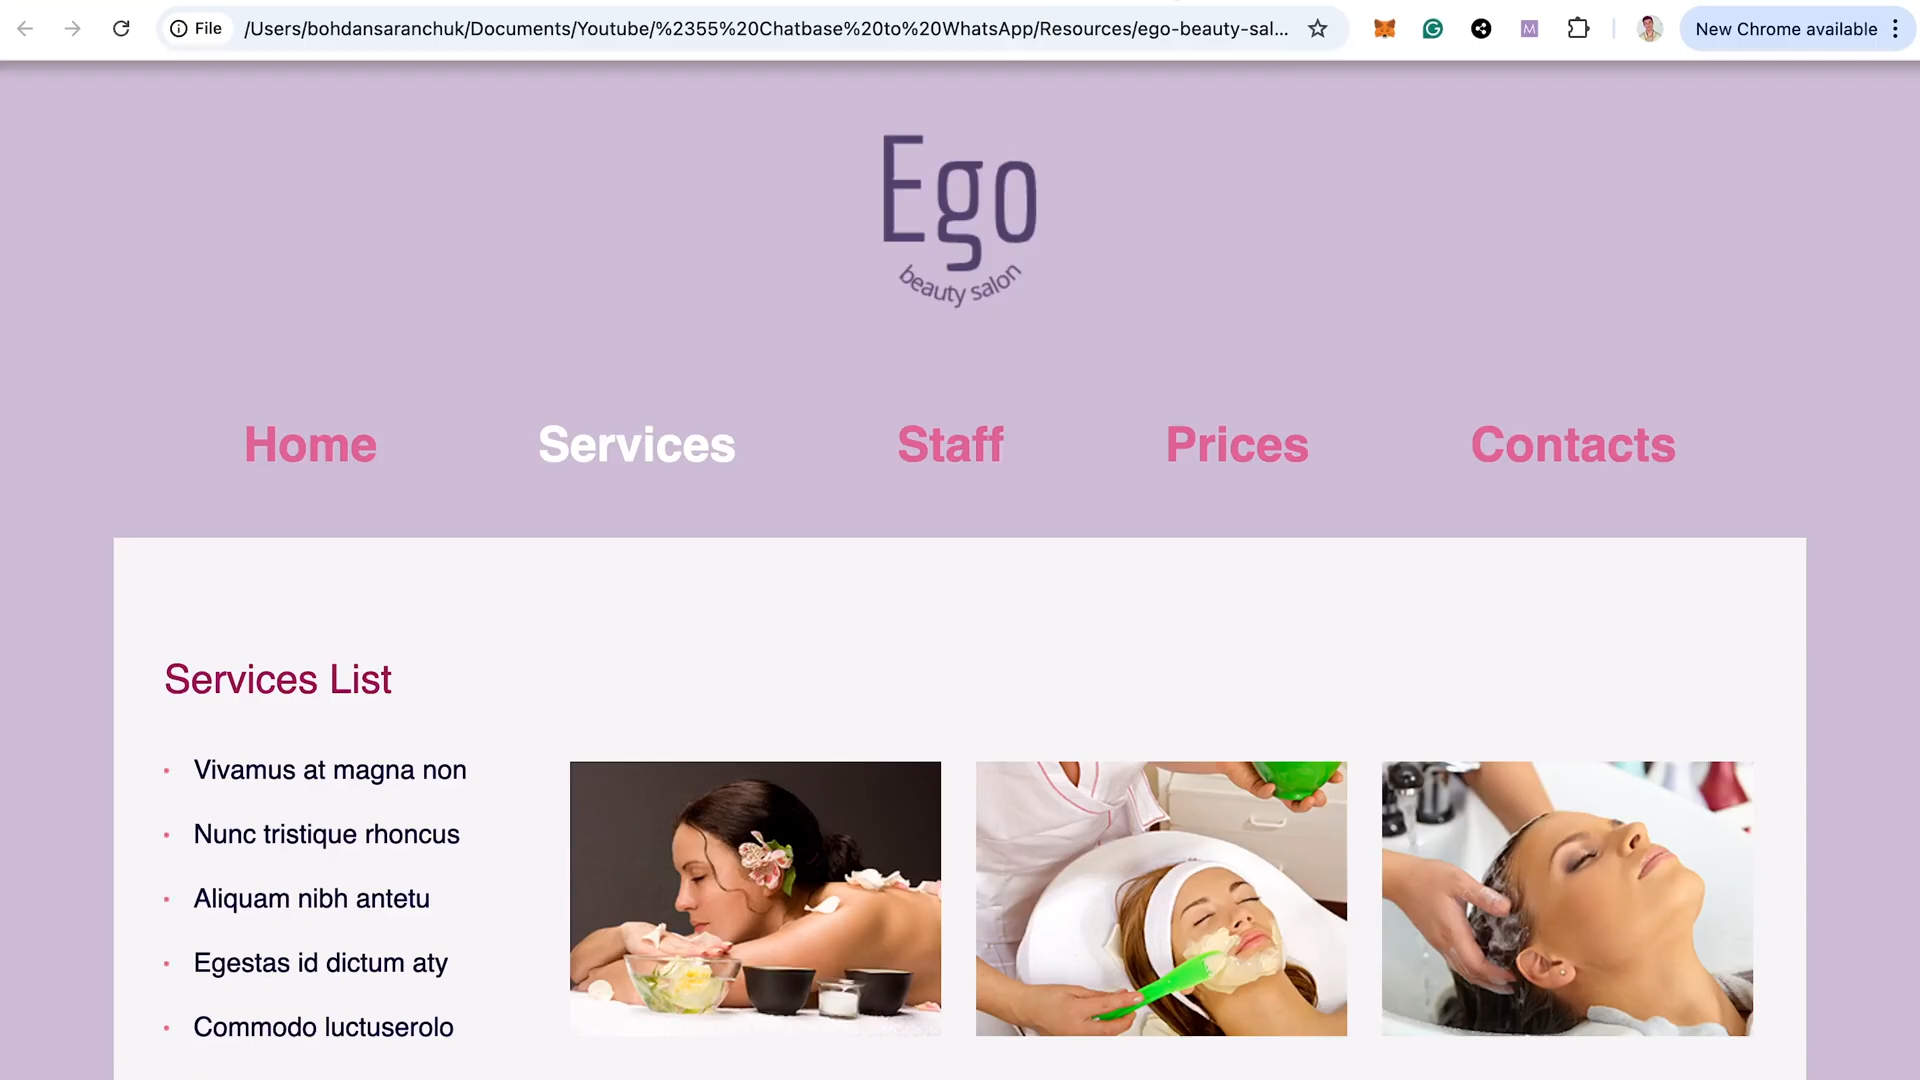 File
/Users/bohdansaranchuk/Documents/Youtube/%2355%20Chatbase%20to%20WhatsApp/Resources/ego-beauty-sal...
M
New Chrome available
Ego
beauty salon
Home
Services
Staff
Prices
Contacts
Services List
Vivamus at magna non
Nunc tristique rhoncus
Aliquam nibh antetu
Egestas id dictum aty
Commodo luctuserolo